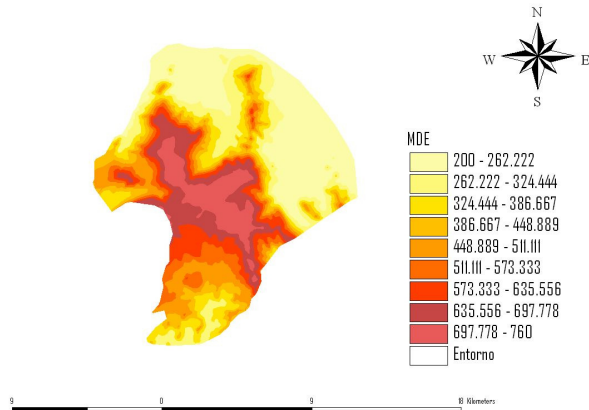 N
W E
S
MDE
200 - 262.222
262.222 - 324.444
324.444 - 386.667
386.667 - 448.889
448.889 - 511.111
511.111 - 573.333
573.333 - 635.556
635.556 - 697.778
697.778 - 760
Entorno
9 0 9 18 Kilometers